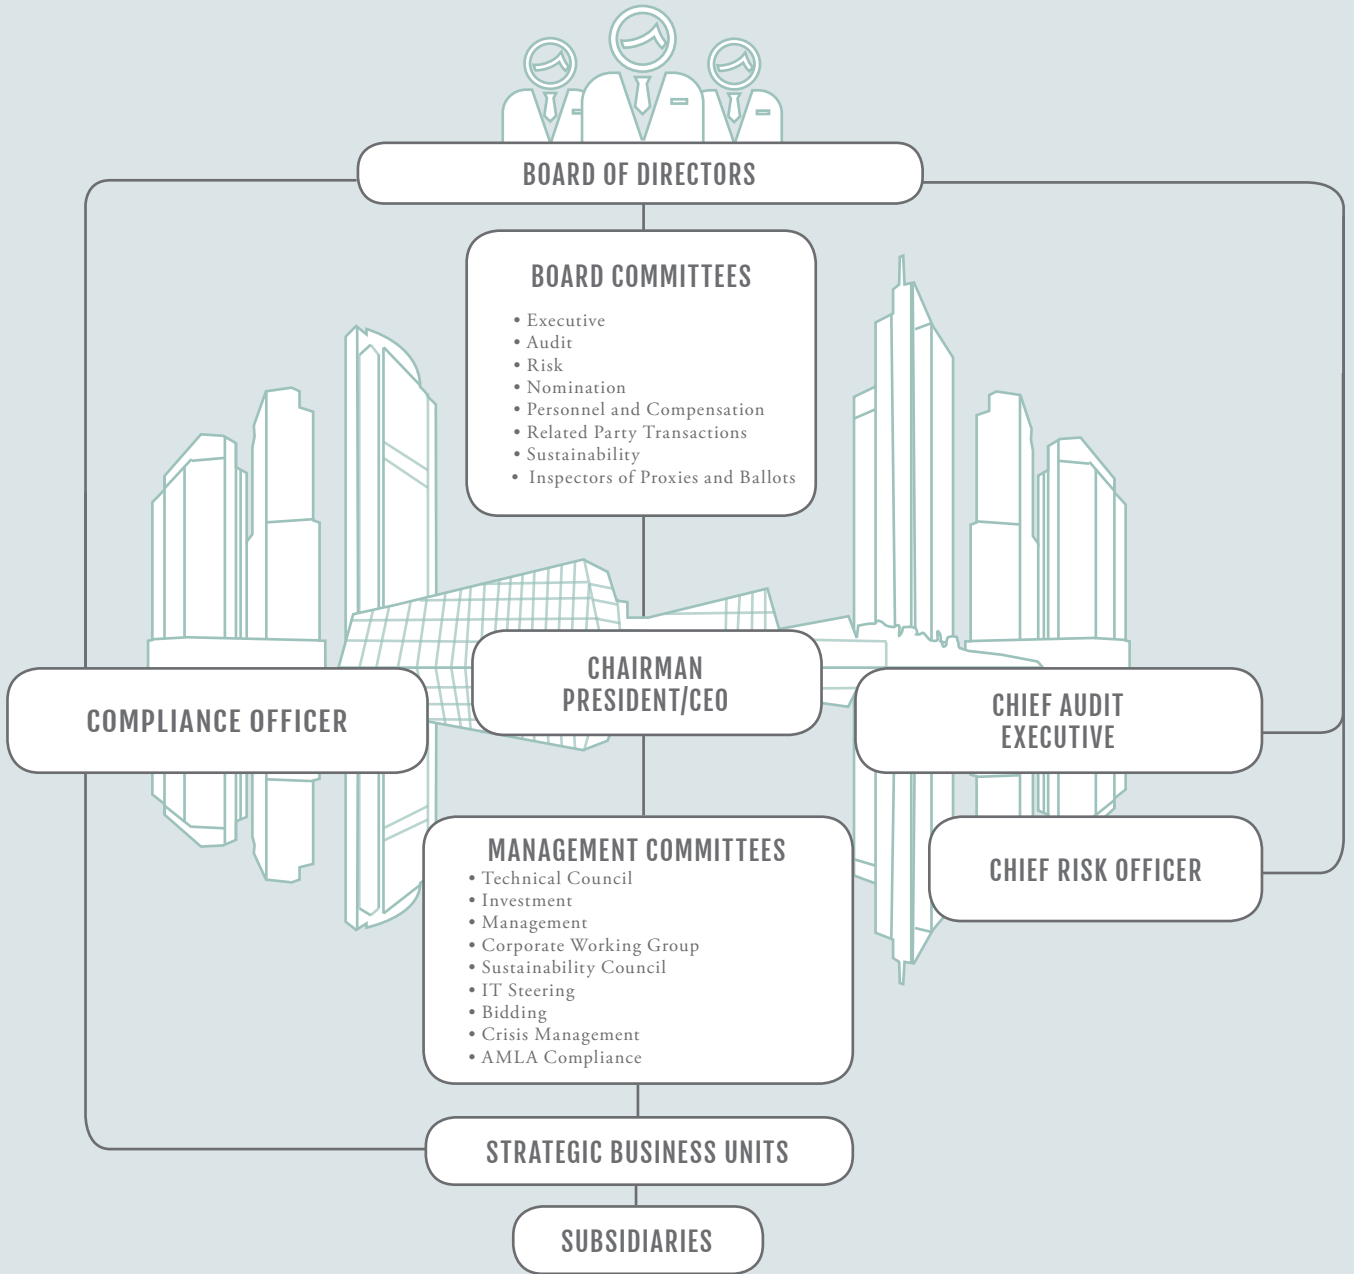 BOARD OF DIRECTORS
BOARD COMMITTEES
• Executive
• Audit
• Risk
• Nomination
• Personnel and Compensation
• Related Party Transactions
• Sustainability
• Inspectors of Proxies and Ballots
CHAIRMAN
PRESIDENT/CEO
COMPLIANCE OFFICER
CHIEF AUDIT
EXECUTIVE
MANAGEMENT COMMITTEES
• Technical Council
• Investment
• Management
• Corporate Working Group
• Sustainability Council
• IT Steering
• Bidding
• Crisis Management
• AMLA Compliance
CHIEF RISK OFFICER
STRATEGIC BUSINESS UNITS
SUBSIDIARIES